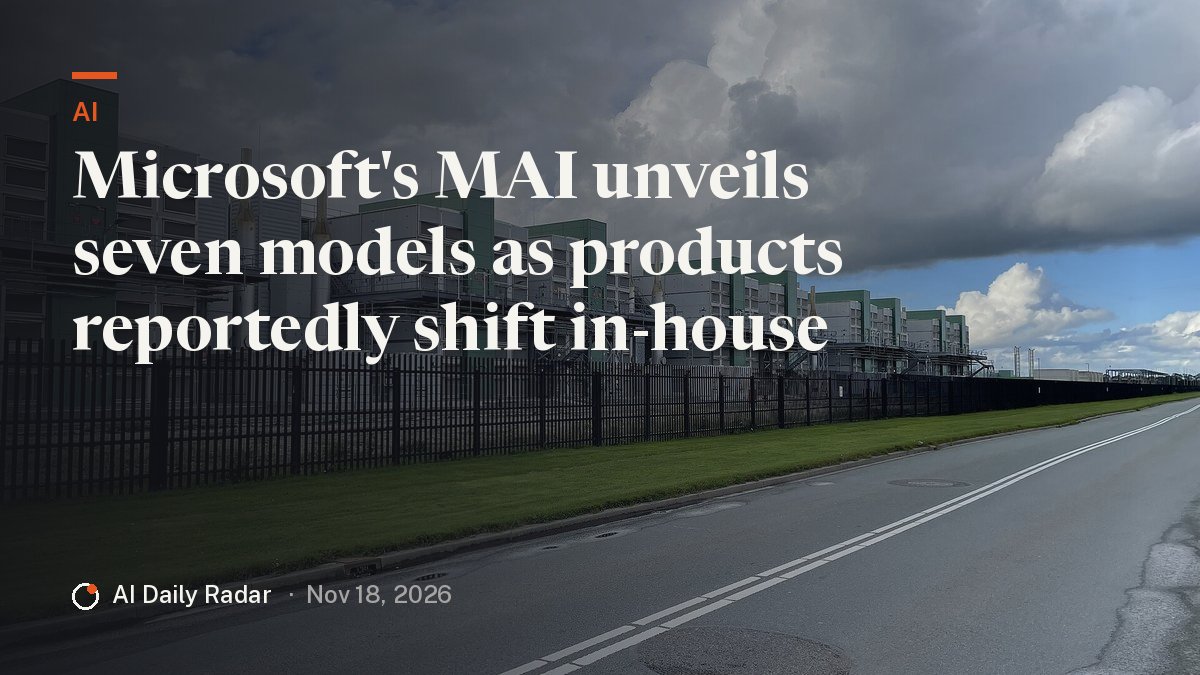 AI
Microsoft's MAI unveils
seven models as products
reportedly shift in-house
AI Daily Radar · Nov 18, 2026